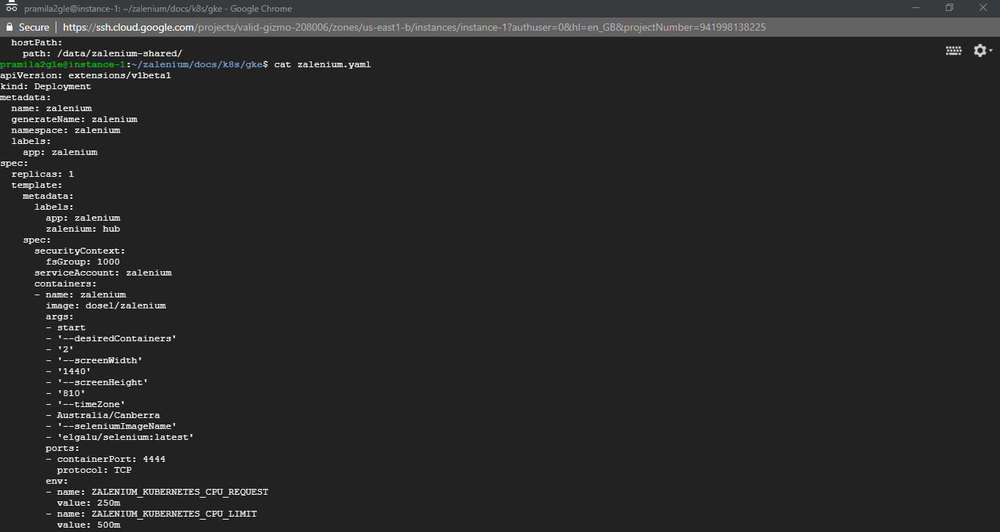 pramila2gle@instance-1: ~/zalenium/docs/k8s/gke - Google Chrome
Secure | https://ssh.cloud.google.com/projects/valid-gizmo-208006/zones/us-east1-b/instances/instance-1?authuser=0&hl=en_GB&projectNumber=941998138225
  hostPath:
    path: /data/zalenium-shared/
pramila2gle@instance-1:~/zalenium/docs/k8s/gke$ cat zalenium.yaml
apiVersion: extensions/v1beta1
kind: Deployment
metadata:
  name: zalenium
  generateName: zalenium
  namespace: zalenium
  labels:
    app: zalenium
spec:
  replicas: 1
  template:
    metadata:
      labels:
        app: zalenium
        zalenium: hub
    spec:
      securityContext:
        fsGroup: 1000
      serviceAccount: zalenium
      containers:
      - name: zalenium
        image: dosel/zalenium
        args:
        - start
        - '--desiredContainers'
        - '2'
        - '--screenWidth'
        - '1440'
        - '--screenHeight'
        - '810'
        - '--timeZone'
        - Australia/Canberra
        - '--seleniumImageName'
        - 'elgalu/selenium:latest'
        ports:
        - containerPort: 4444
          protocol: TCP
        env:
        - name: ZALENIUM_KUBERNETES_CPU_REQUEST
          value: 250m
        - name: ZALENIUM_KUBERNETES_CPU_LIMIT
          value: 500m